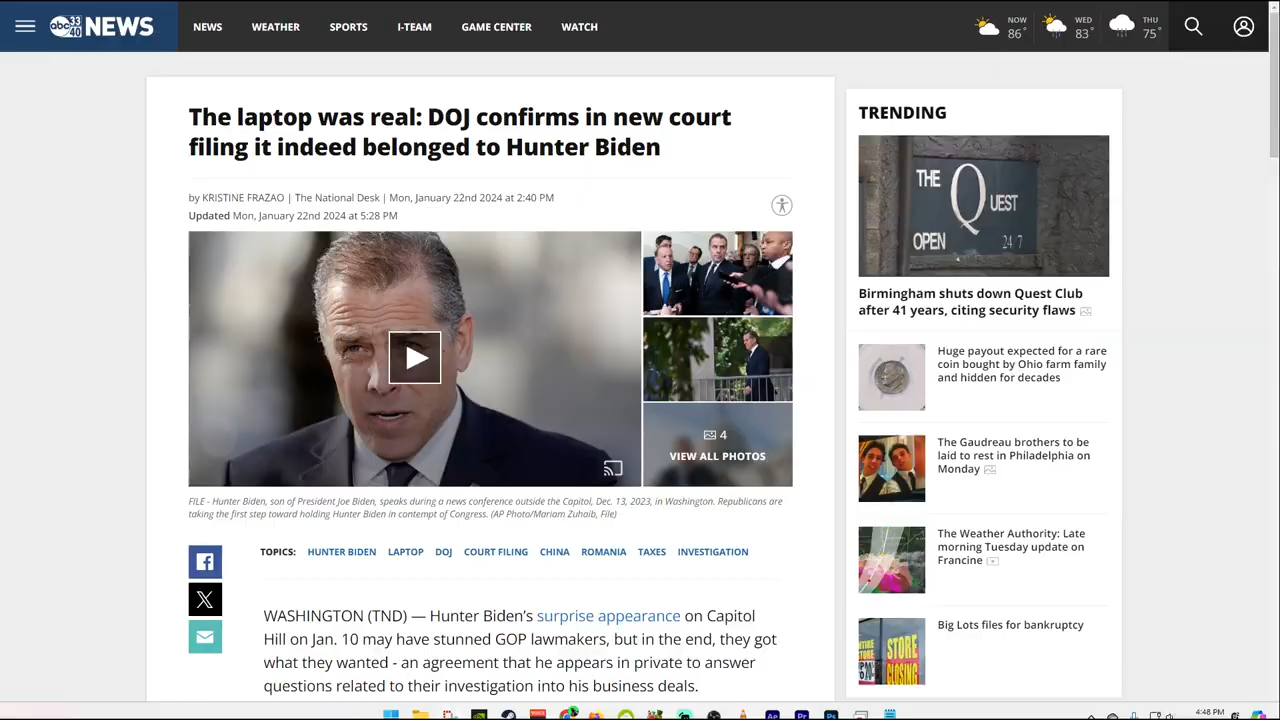 abc 33 40 NEWS
NEWS
WEATHER
SPORTS
I-TEAM
GAME CENTER
WATCH
NOW
86°
WED
83°
THU
75°
The laptop was real: DOJ confirms in new court
filing it indeed belonged to Hunter Biden
by KRISTINE FRAZAO | The National Desk | Mon, January 22nd 2024 at 2:40 PM
Updated Mon, January 22nd 2024 at 5:28 PM
4
VIEW ALL PHOTOS
FILE - Hunter Biden, son of President Joe Biden, speaks during a news conference outside the Capitol, Dec. 13, 2023, in Washington. Republicans are
taking the first step toward holding Hunter Biden in contempt of Congress. (AP Photo/Mariam Zuhaib, File)
TOPICS: HUNTER BIDEN LAPTOP DOJ COURT FILING CHINA ROMANIA TAXES INVESTIGATION
WASHINGTON (TND) — Hunter Biden's surprise appearance on Capitol
Hill on Jan. 10 may have stunned GOP lawmakers, but in the end, they got
what they wanted - an agreement that he appears in private to answer
questions related to their investigation into his business deals.
TRENDING
THE QUEST
OPEN 24 7
Birmingham shuts down Quest Club
after 41 years, citing security flaws
Huge payout expected for a rare
coin bought by Ohio farm family
and hidden for decades
The Gaudreau brothers to be
laid to rest in Philadelphia on
Monday
The Weather Authority: Late
morning Tuesday update on
Francine
Big Lots files for bankruptcy
STORE
CLOSING
4:48 PM